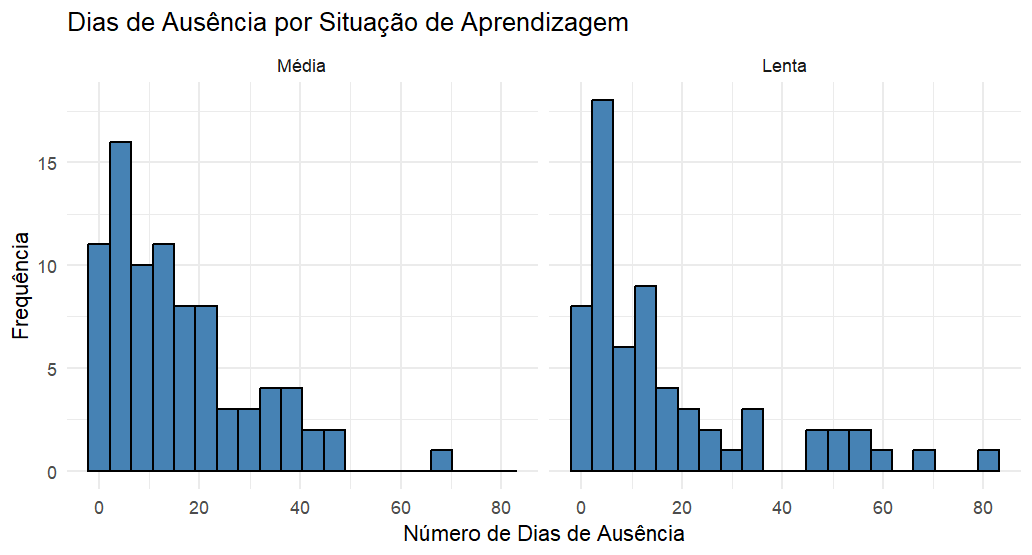 Dias de Ausência por Situação de Aprendizagem
Média
Lenta
Frequência
15
10
5
0
0 20 40 60 80
0 20 40 60 80
Número de Dias de Ausência